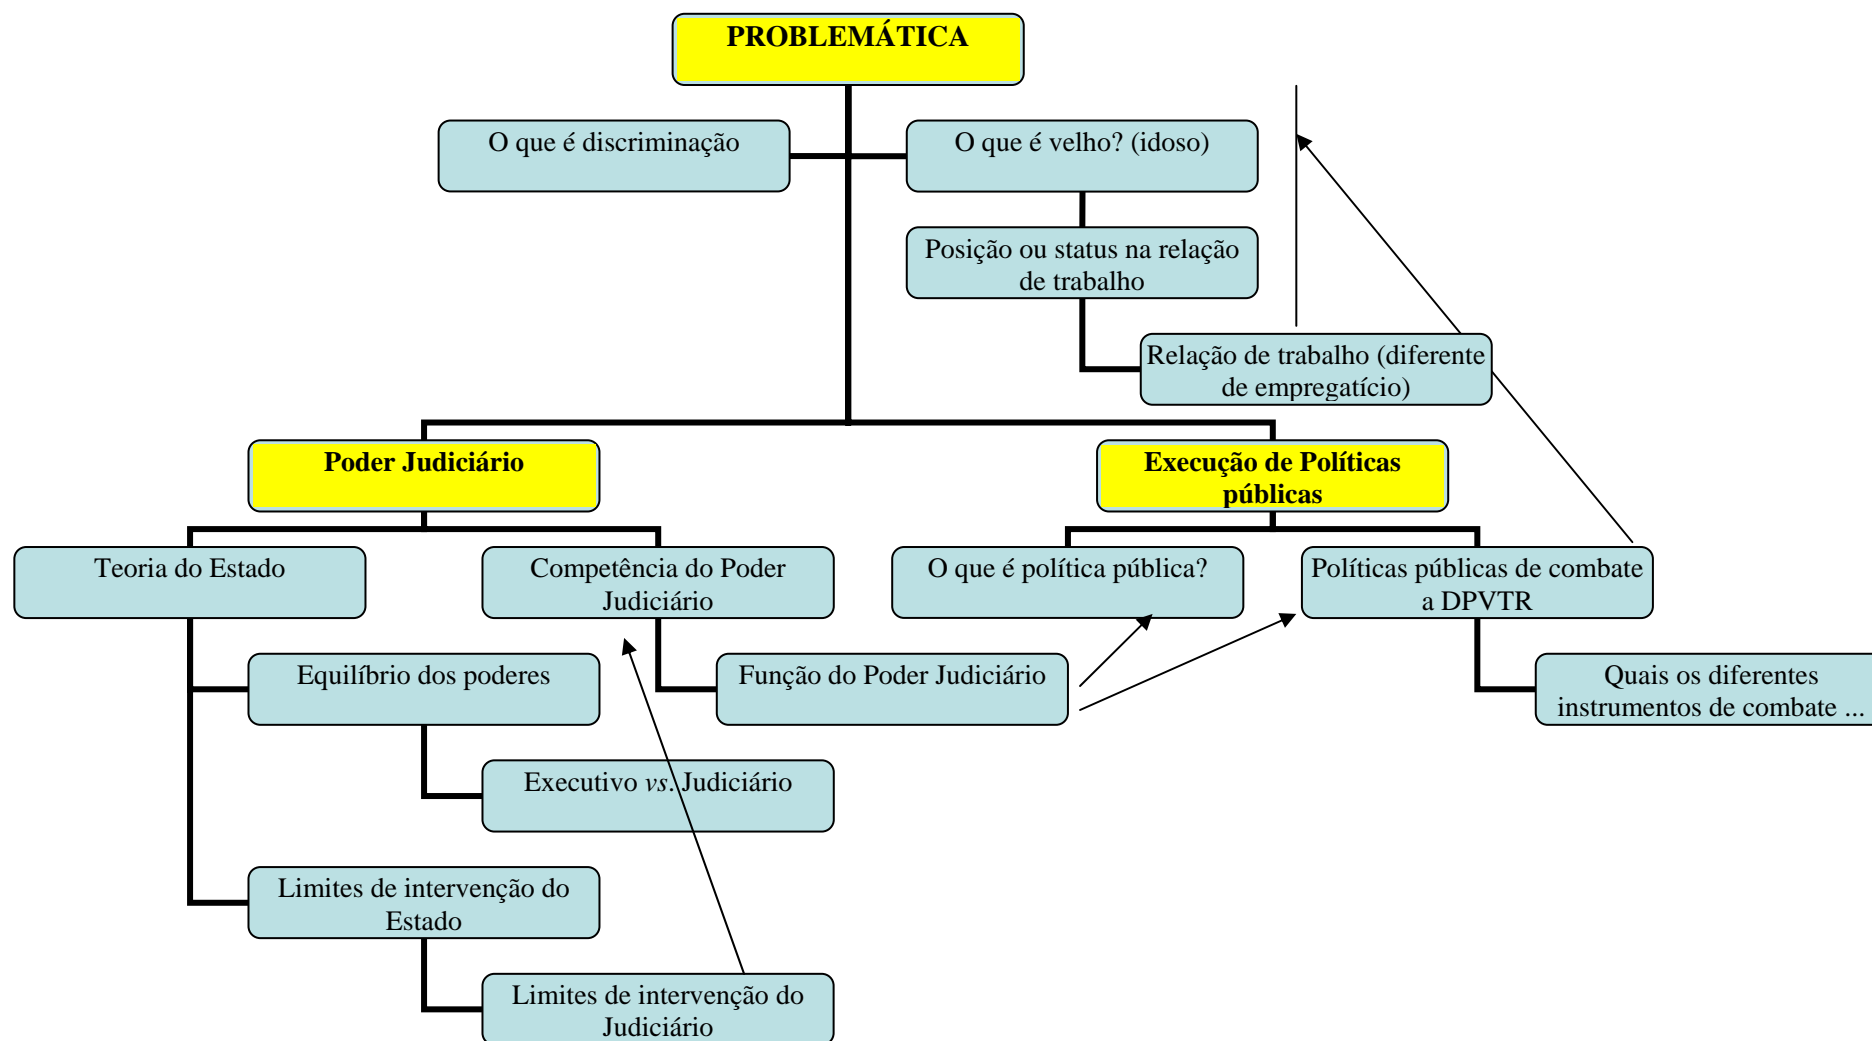 PROBLEMÁTICA
O que é discriminação
O que é velho? (idoso)
Posição ou status na relação
de trabalho
Relação de trabalho (diferente
de empregatício)
Poder Judiciário
Execução de Políticas
públicas
Teoria do Estado
Competência do Poder
Judiciário
O que é política pública?
Políticas públicas de combate
a DPVTR
Equilíbrio dos poderes
Função do Poder Judiciário
Quais os diferentes
instrumentos de combate ...
Executivo vs. Judiciário
Limites de intervenção do
Estado
Limites de intervenção do
Judiciário